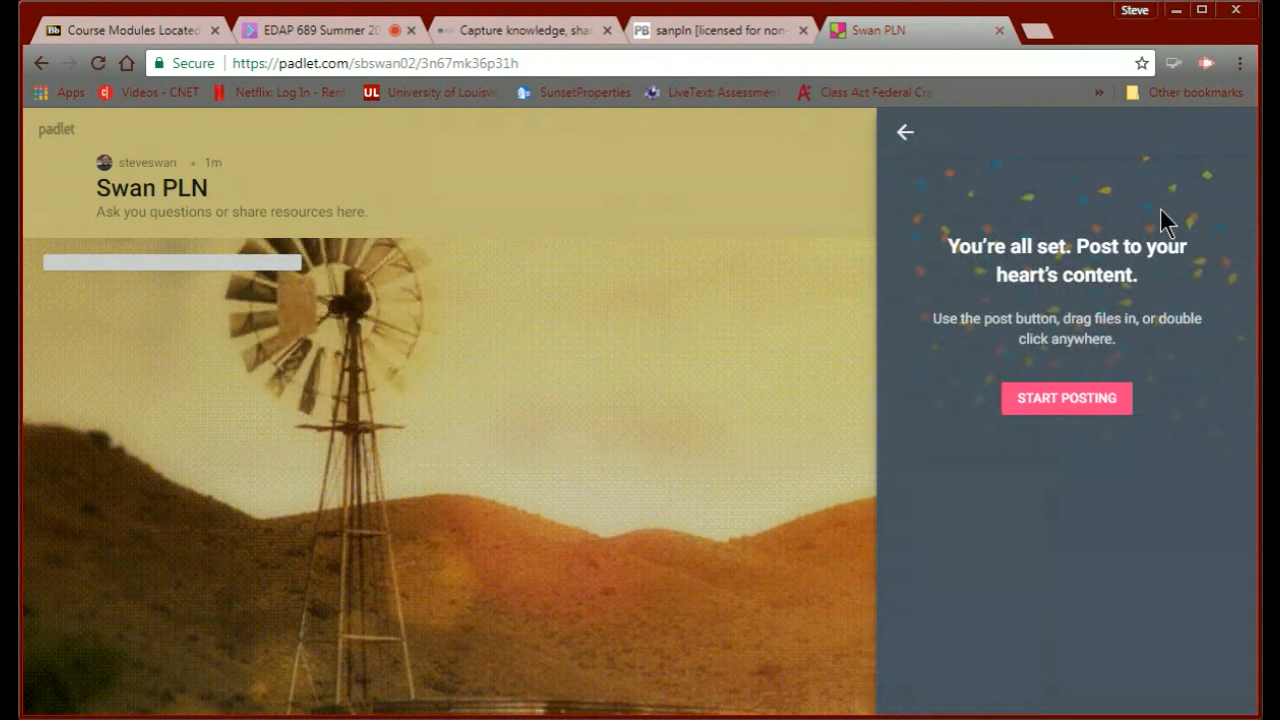 Steve
Course Modules Located
EDAP 689 Summer 20
Capture knowledge, sha
sanpln [licensed for non-
Swan PLN
Secure
https://padlet.com/sbswan02/3n67mk36p31h
Apps
Videos - CNET
Netflix: Log In - Rent
UL
University of Louisvi
SunsetProperties
LiveText: Assessment
Class Act Federal Cre
»
Other bookmarks
padlet
steveswan • 1m
Swan PLN
Ask you questions or share resources here.
You're all set. Post to your
heart's content.
Use the post button, drag files in, or double
click anywhere.
START POSTING